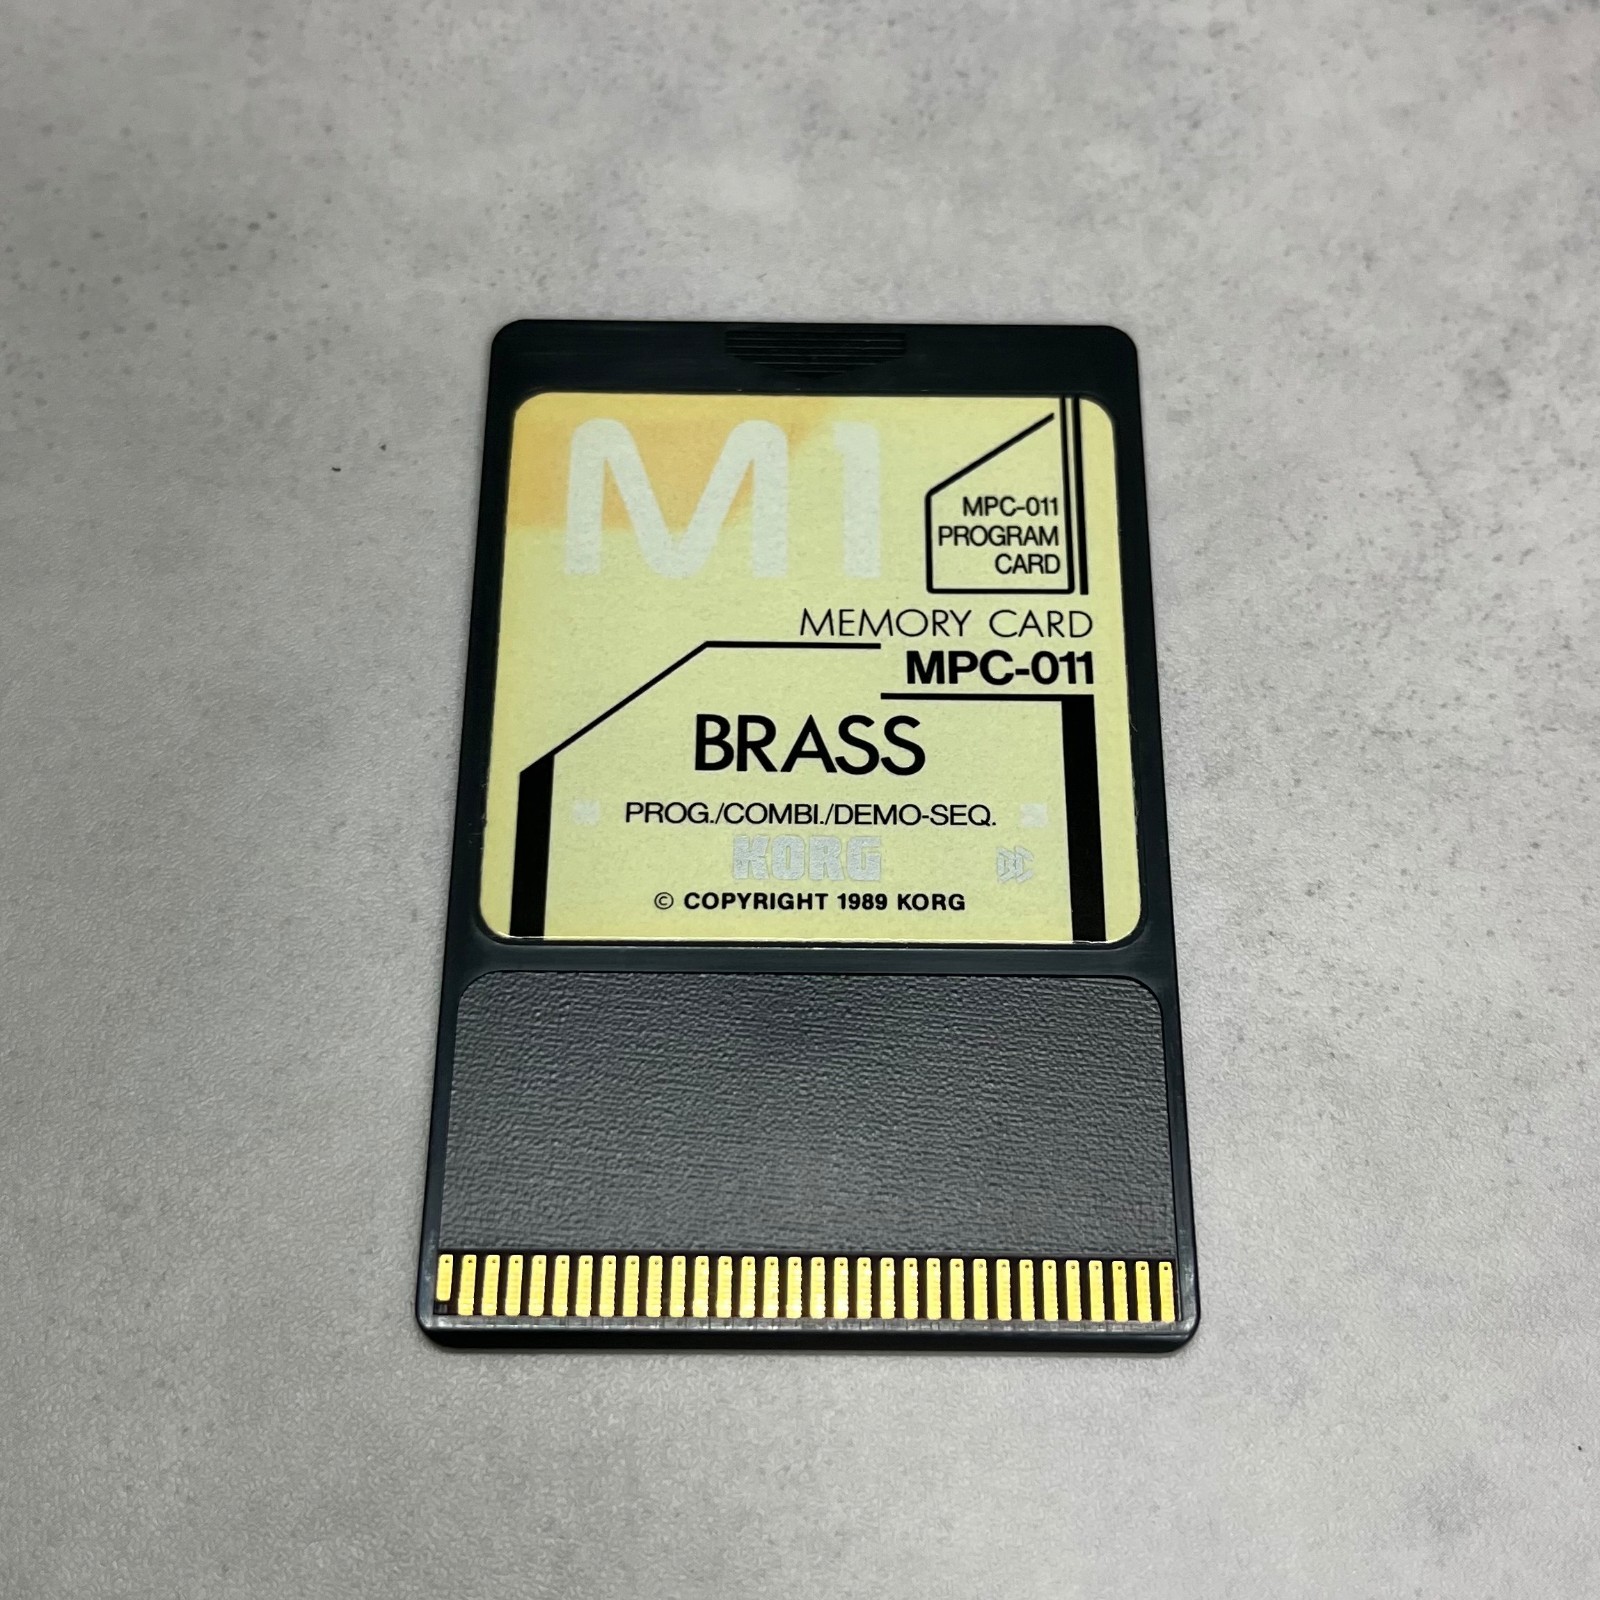 M1
MPC-011
PROGRAM
CARD
MEMORY CARD
MPC-011
BRASS
PROG./COMBI./DEMO-SEQ.
KORG
© COPYRIGHT 1989 KORG